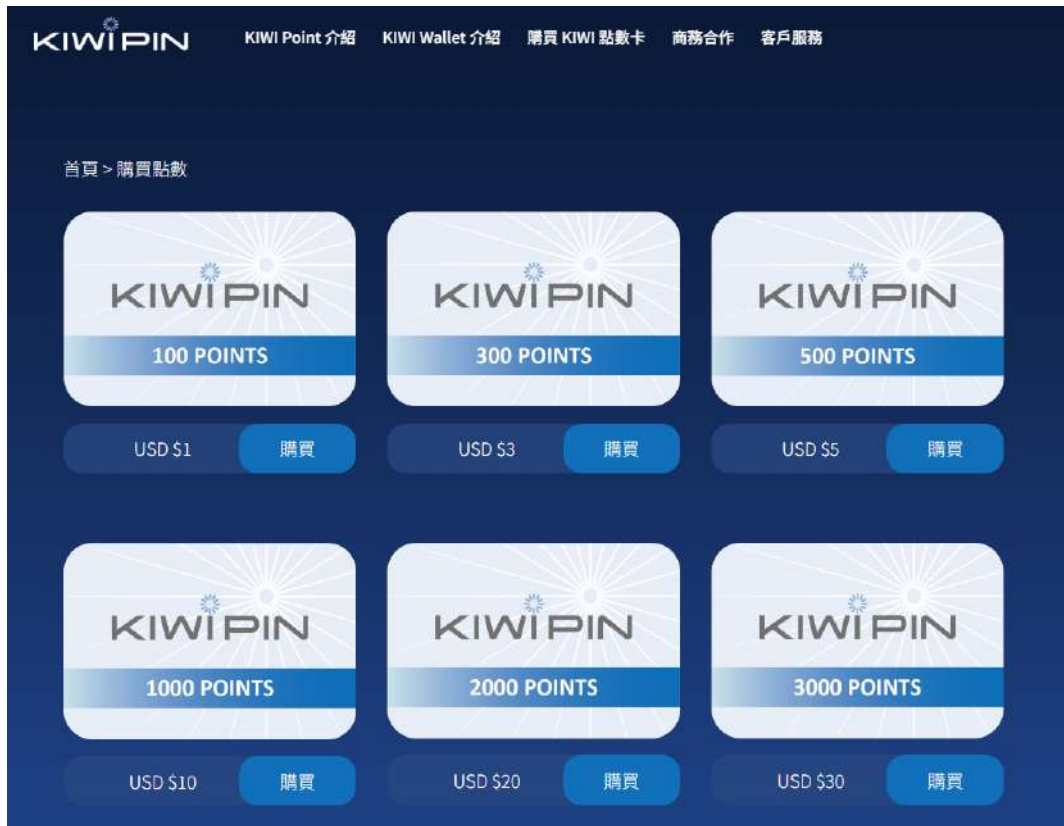 KIWIPIN KIWI Point 介紹 KIWI Wallet 介紹 購買 KIWI 點數卡 商務合作 客戶服務
首頁 > 購買點數
KIWIPIN KIWIPIN KIWIPIN
100 POINTS 300 POINTS 500 POINTS
USD $1 購買 USD $3 購買 USD $5 購買
KIWIPIN KIWIPIN KIWIPIN
1000 POINTS 2000 POINTS 3000 POINTS
USD $10 購買 USD $20 購買 USD $30 購買